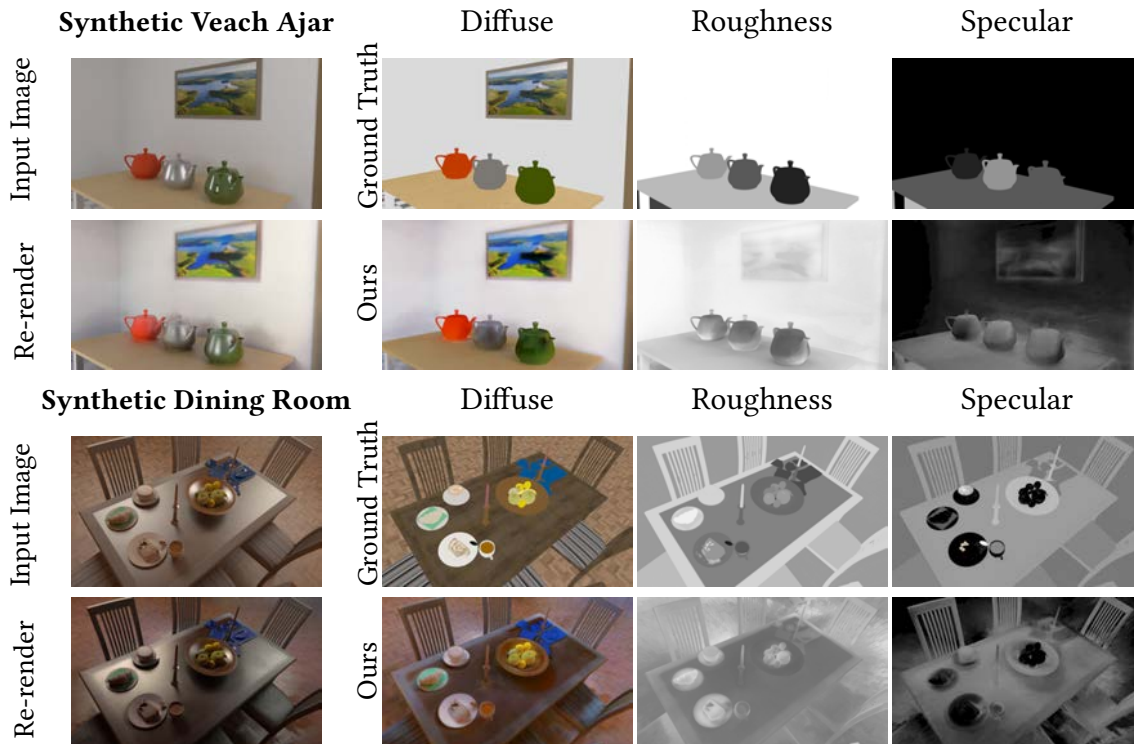 Synthetic Veach Ajar Diffuse Roughness Specular
Input Image
Ground Truth
Re-render
Ours
Synthetic Dining Room Diffuse Roughness Specular
Input Image
Ground Truth
Re-render
Ours